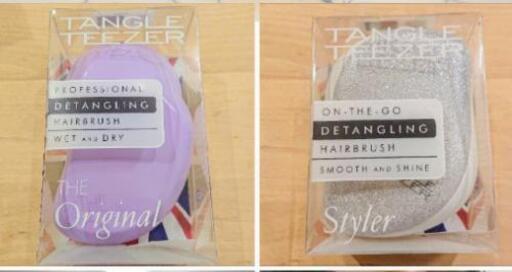 TANGLE
TEEZER
PROFESSIONAL
DETANGLING
HAIRBRUSH
WET AND DRY
THE
Original
TANGLE
TEEZER
ON-THE-GO
DETANGLING
HAIRBRUSH
SMOOTH AND SHINE
Styler